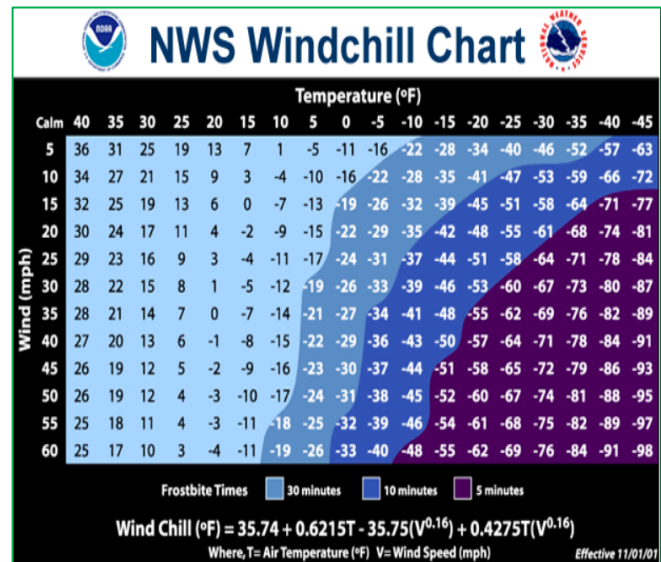 NOAA
NWS Windchill Chart
Temperature (ºF)
Calm 40 35 30 25 20 15 10 5 0 -5 -10 -15 -20 -25 -30 -35 -40 -45
5 36 31 25 19 13 7 1 -5 -11 -16 -22 -28 -34 -40 -46 -52 -57 -63
10 34 27 21 15 9 3 -4 -10 -16 -22 -28 -35 -41 -47 -53 -59 -66 -72
15 32 25 19 13 6 0 -7 -13 -19 -26 -32 -39 -45 -51 -58 -64 -71 -77
20 30 24 17 11 4 -2 -9 -15 -22 -29 -35 -42 -48 -55 -61 -68 -74 -81
25 29 23 16 9 3 -4 -11 -17 -24 -31 -37 -44 -51 -58 -64 -71 -78 -84
30 28 22 15 8 1 -5 -12 -19 -26 -33 -39 -46 -53 -60 -67 -73 -80 -87
35 28 21 14 7 0 -7 -14 -21 -27 -34 -41 -48 -55 -62 -69 -76 -82 -89
40 27 20 13 6 -1 -8 -15 -22 -29 -36 -43 -50 -57 -64 -71 -78 -84 -91
45 26 19 12 5 -2 -9 -16 -23 -30 -37 -44 -51 -58 -65 -72 -79 -86 -93
50 26 19 12 4 -3 -10 -17 -24 -31 -38 -45 -52 -60 -67 -74 -81 -88 -95
55 25 18 11 4 -3 -11 -18 -25 -32 -39 -46 -54 -61 -68 -75 -82 -89 -97
60 25 17 10 3 -4 -11 -19 -26 -33 -40 -48 -55 -62 -69 -76 -84 -91 -98
Wind (mph)
Frostbite Times 30 minutes 10 minutes 5 minutes
Wind Chill (ºF) = 35.74 + 0.6215T - 35.75(V^0.16) + 0.4275T(V^0.16)
Where, T= Air Temperature (ºF) V= Wind Speed (mph) Effective 11/01/01